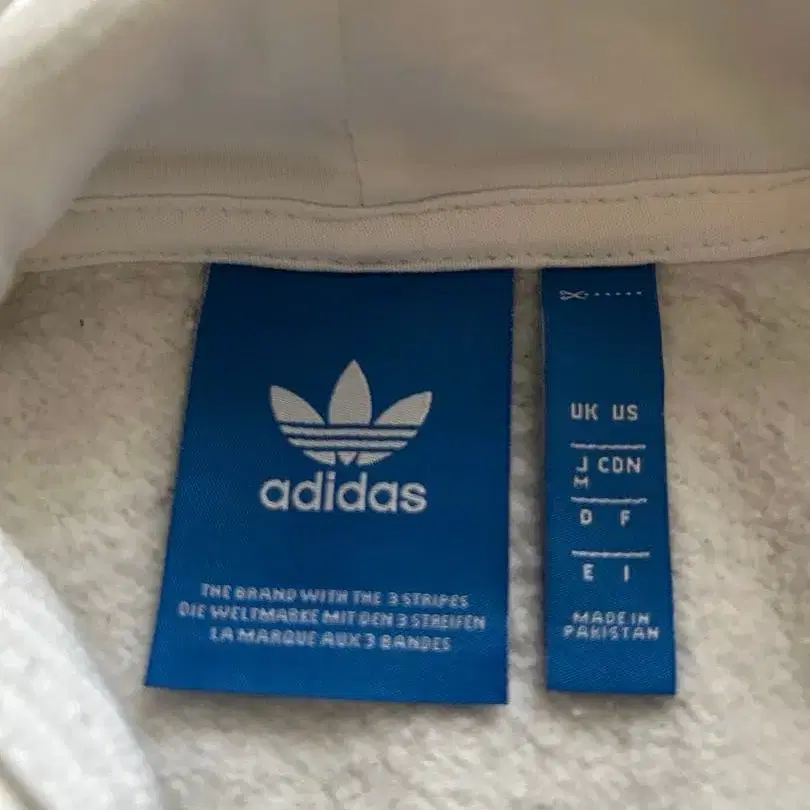 adidas
THE BRAND WITH THE 3 STRIPES
DIE WELTMARKE MIT DEN 3 STREIFEN
LA MARQUE AUX 3 BANDES
UK US
J CDN
M
D F
E I
MADE IN
PAKISTAN